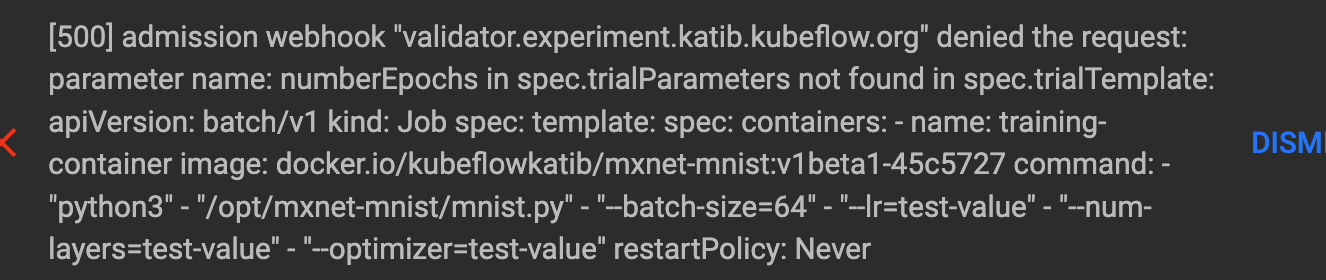 [500] admission webhook "validator.experiment.katib.kubeflow.org" denied the request:
parameter name: numberEpochs in spec.trialParameters not found in spec.trialTemplate:
apiVersion: batch/v1 kind: Job spec: template: spec: containers: - name: training-
container image: docker.io/kubeflowkatib/mxnet-mnist:v1beta1-45c5727 command: -
"python3" - "/opt/mxnet-mnist/mnist.py" - "--batch-size=64" - "--lr=test-value" - "--num-
layers=test-value" - "--optimizer=test-value" restartPolicy: Never
DISMI